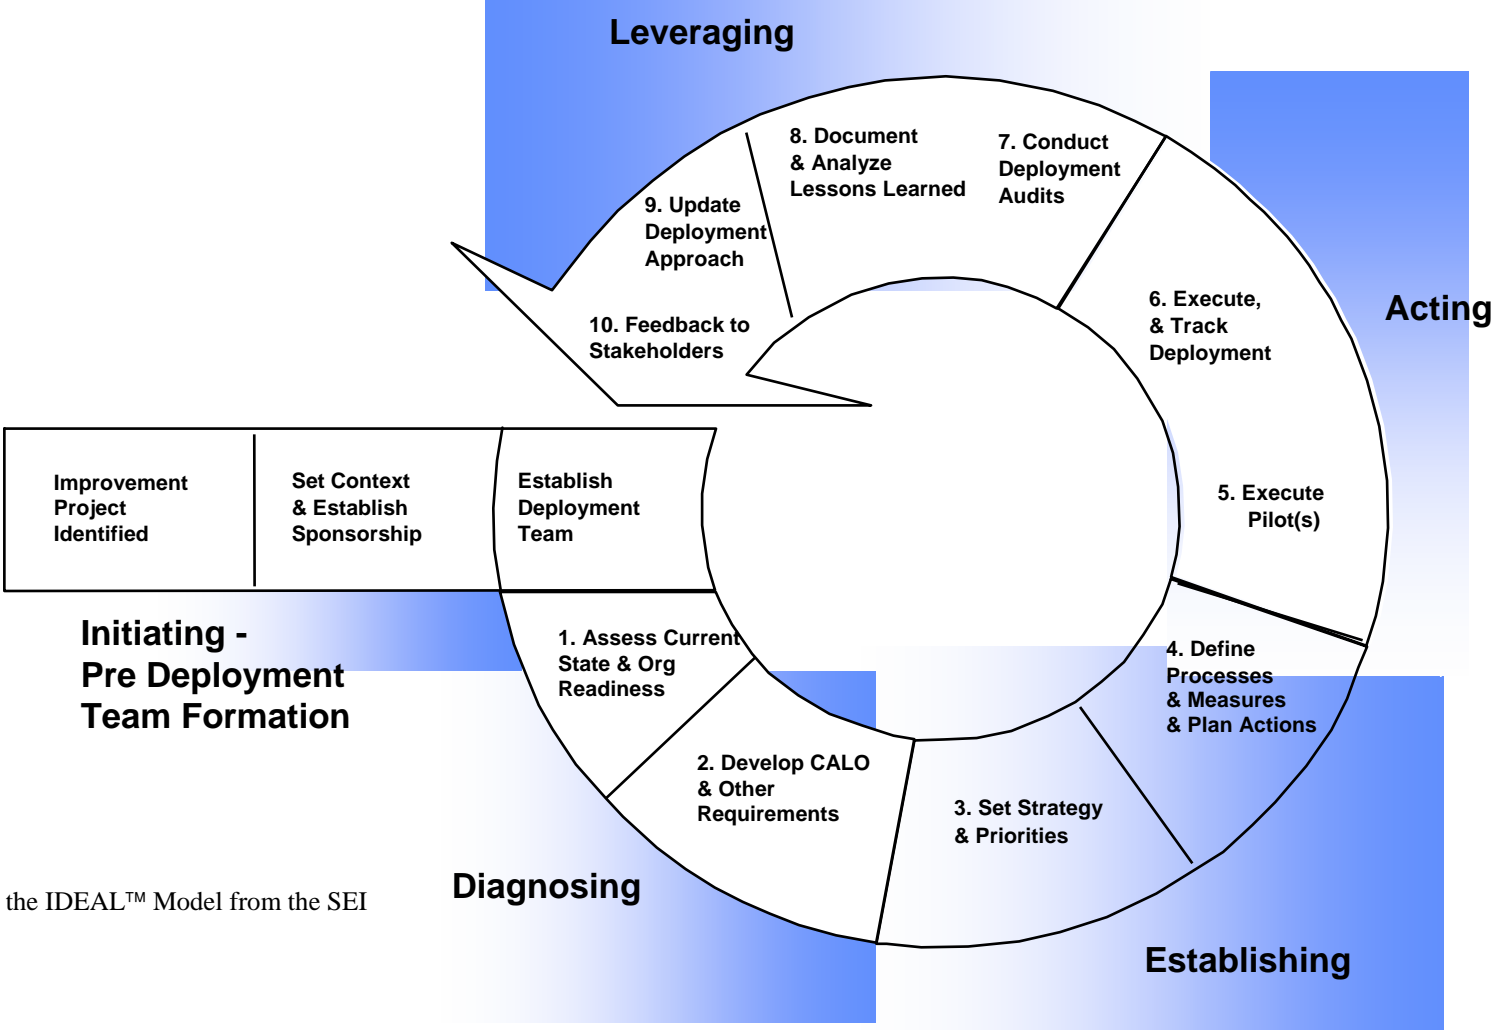 Leveraging
8. Document
& Analyze
Lessons Learned
7. Conduct
Deployment
Audits
9. Update
Deployment
Approach
10. Feedback to
Stakeholders
6. Execute,
& Track
Deployment
Acting
5. Execute
Pilot(s)
Improvement
Project
Identified
Set Context
& Establish
Sponsorship
Establish
Deployment
Team
Initiating -
Pre Deployment
Team Formation
1. Assess Current
State & Org
Readiness
2. Develop CALO
& Other
Requirements
3. Set Strategy
& Priorities
4. Define
Processes
& Measures
& Plan Actions
Diagnosing
the IDEAL™ Model from the SEI
Establishing